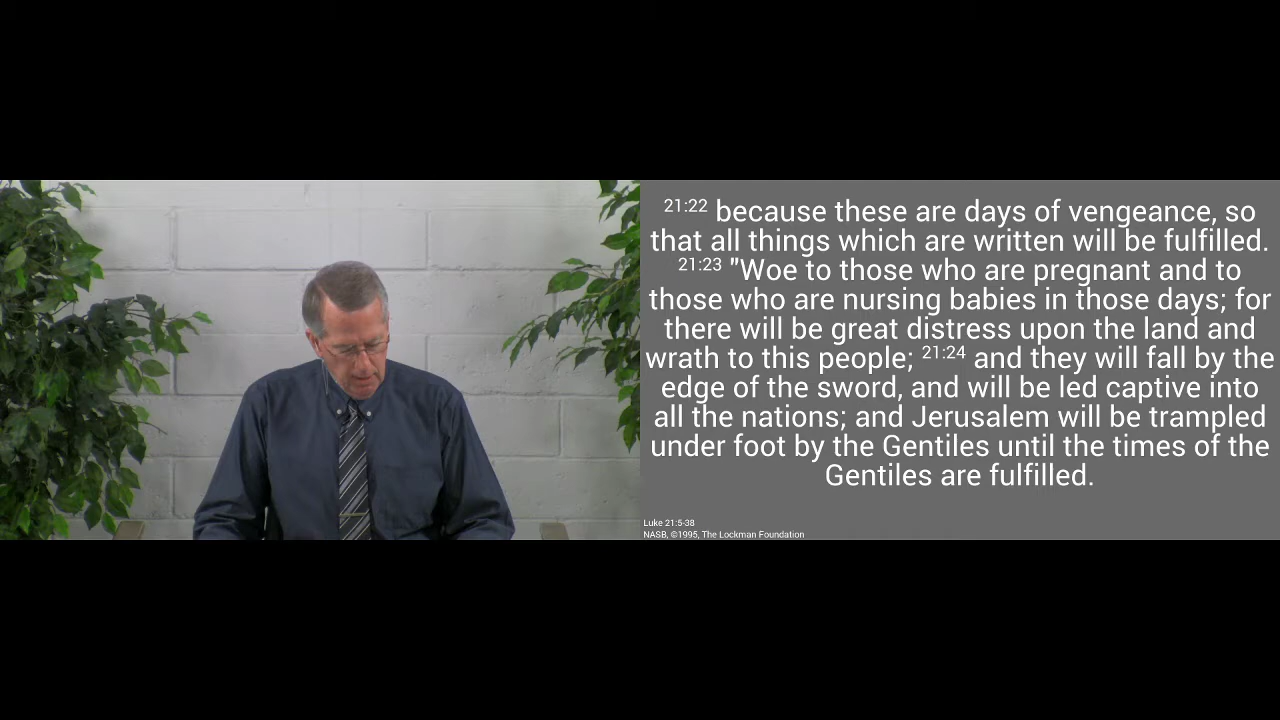 21:22 because these are days of vengeance, so
that all things which are written will be fulfilled.
21:23 "Woe to those who are pregnant and to
those who are nursing babies in those days; for
there will be great distress upon the land and
wrath to this people; 21:24 and they will fall by the
edge of the sword, and will be led captive into
all the nations; and Jerusalem will be trampled
under foot by the Gentiles until the times of the
Gentiles are fulfilled.
Luke 21:5-38
NASB, ©1995, The Lockman Foundation